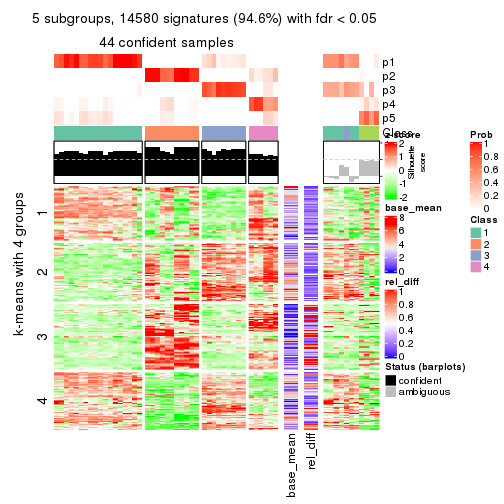 5 subgroups, 14580 signatures (94.6%) with fdr < 0.05
44 confident samples
p1
p2
p3
p4
p5
Class
z-score
2
1
0
-1
-2
Silhouette
score
base_mean
8
6
4
2
0
rel_diff
1
0.8
0.6
0.4
0.2
0
Status (barplots)
confident
ambiguous
Prob
1
0.8
0.6
0.4
0.2
0
Class
1
2
3
4
k-means with 4 groups
1
2
3
4
base_mean
rel_diff